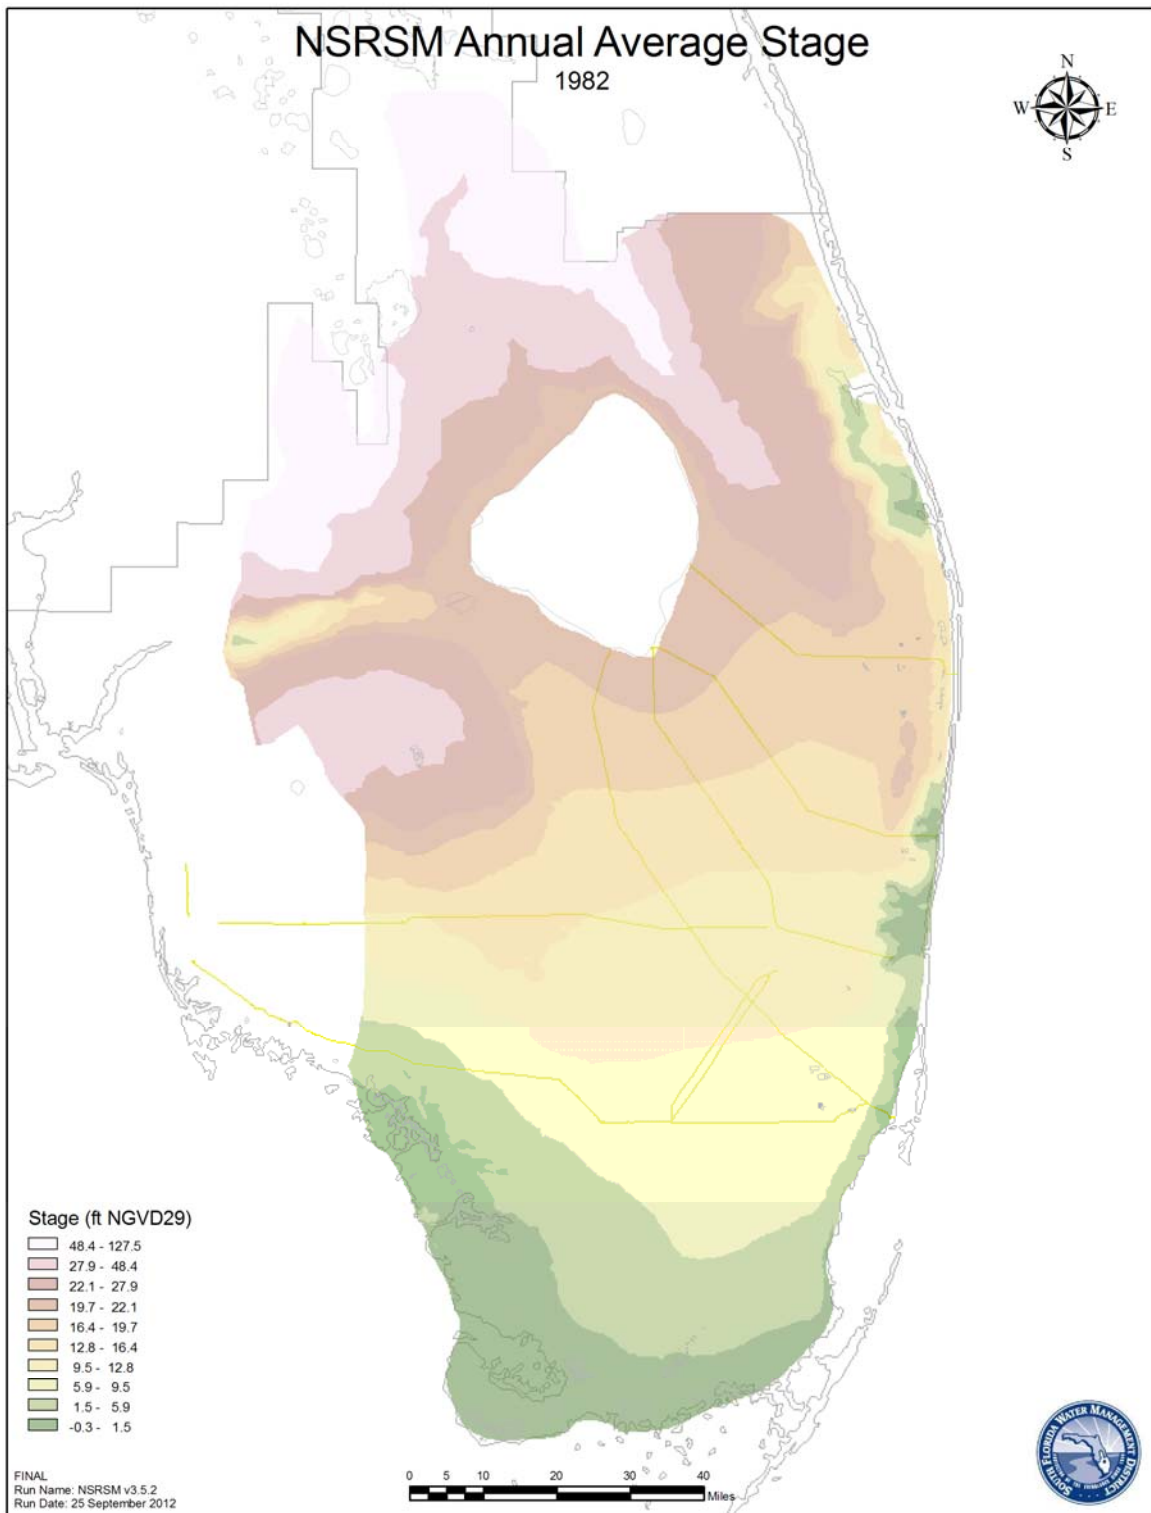 NSRSM Annual Average Stage
1982
N
W E
S
Stage (ft NGVD29)
48.4 - 127.5
27.9 - 48.4
22.1 - 27.9
19.7 - 22.1
16.4 - 19.7
12.8 - 16.4
9.5 - 12.8
5.9 - 9.5
1.5 - 5.9
-0.3 - 1.5
FINAL
Run Name: NSRSM v3.5.2
Run Date: 25 September 2012
0 5 10 20 30 40
Miles
SOUTH FLORIDA WATER MANAGEMENT DISTRICT